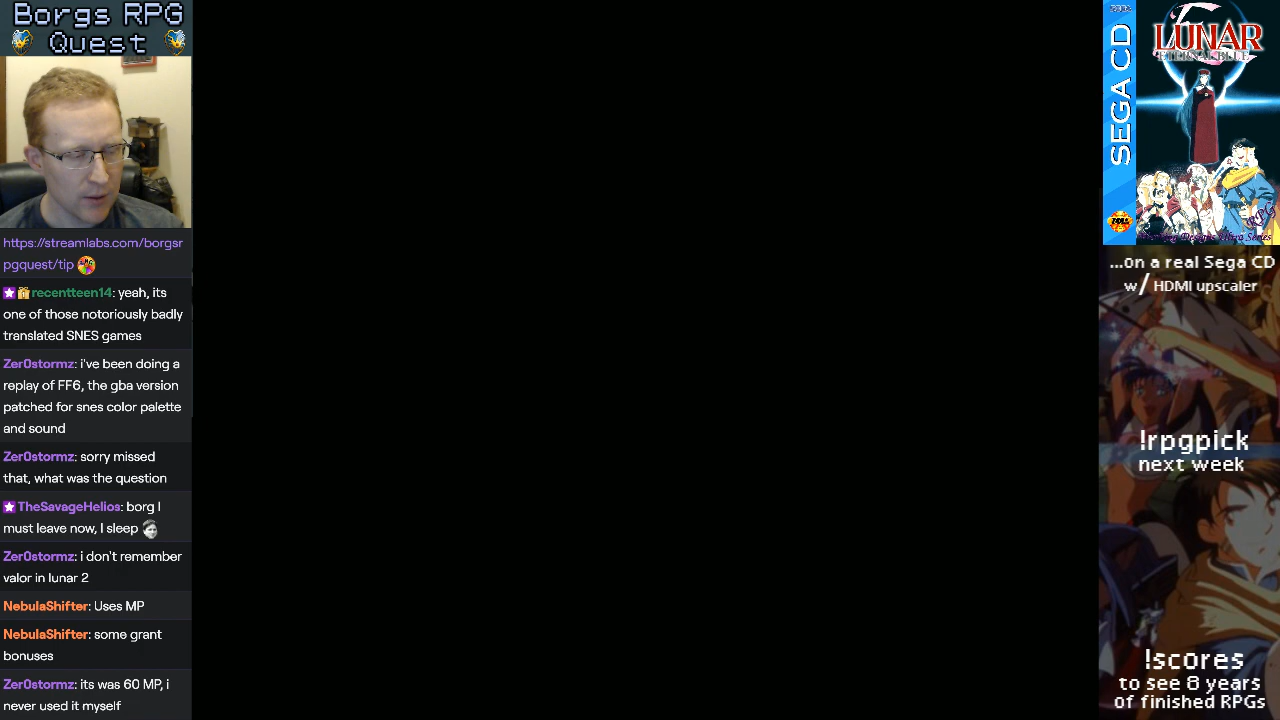 Borgs RPG
Quest
https://streamlabs.com/borgsr
pgquest/tip
recentteen14: yeah, its
one of those notoriously badly
translated SNES games
Zer0stormz: i've been doing a
replay of FF6, the gba version
patched for snes color palette
and sound
Zer0stormz: sorry missed
that, what was the question
TheSavageHelios: borg I
must leave now, I sleep
Zer0stormz: i don't remember
valor in lunar 2
NebulaShifter: Uses MP
NebulaShifter: some grant
bonuses
Zer0stormz: its was 60 MP, i
never used it myself
SEGA CD
LUNAR
ETERNAL BLUE
RPG
...on a real Sega CD
w/ HDMI upscaler
!rpgpick
next week
!scores
to see 8 years
of finished RPGs